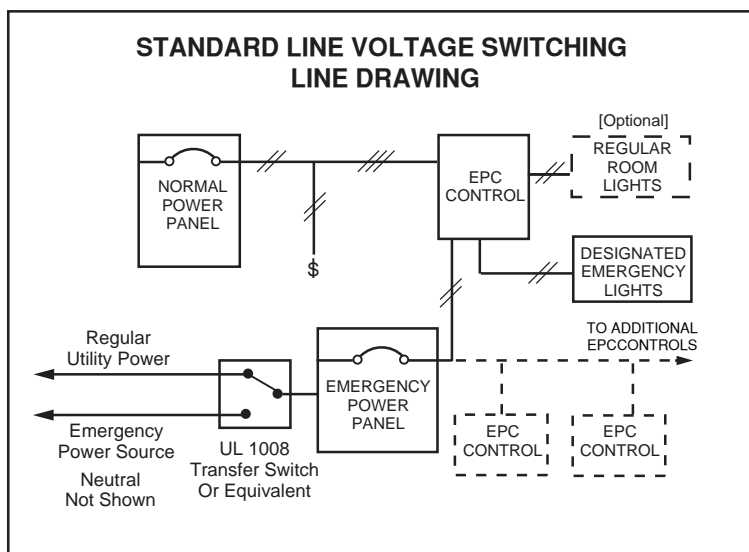 STANDARD LINE VOLTAGE SWITCHING
LINE DRAWING
[Optional]
NORMAL
POWER
PANEL
$
EPC
CONTROL
REGULAR
ROOM
LIGHTS
DESIGNATED
EMERGENCY
LIGHTS
Regular
Utility Power
Emergency
Power Source
Neutral
Not Shown
UL 1008
Transfer Switch
Or Equivalent
EMERGENCY
POWER
PANEL
TO ADDITIONAL
EPCCONTROLS
EPC
CONTROL
EPC
CONTROL